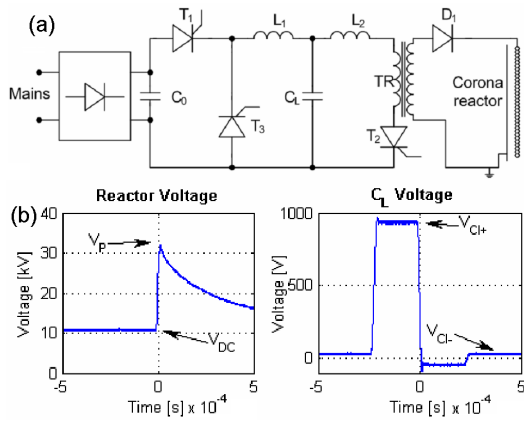 (a)
T1
L1
L2
D1
Mains
C0
CL
TR
Corona
reactor
T3
T2
(b)
Reactor Voltage
CL Voltage
40
30
20
10
0
Voltage [kV]
VP
VDC
-5
0
5
Time [s] x 10^-4
1000
500
0
Voltage [V]
VCl+
VCl-
-5
0
5
Time [s] x 10^-4